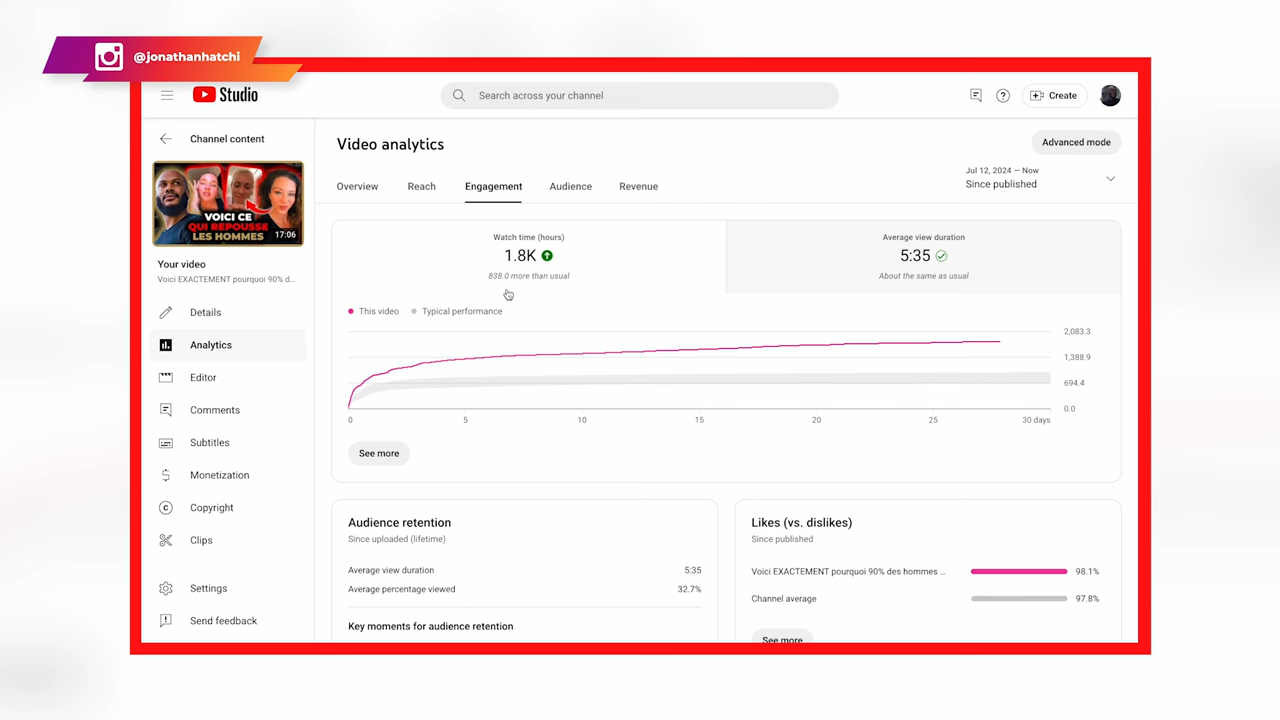 @jonathanhatchi
Studio
Search across your channel
Create
Channel content
VOICI CE
QUI REPOUSSE
LES HOMMES
17:06
Your video
Voici EXACTEMENT pourquoi 90% d...
Details
Analytics
Editor
Comments
Subtitles
Monetization
Copyright
Clips
Settings
Send feedback
Video analytics
Advanced mode
Overview
Reach
Engagement
Audience
Revenue
Jul 12, 2024 – Now
Since published
Watch time (hours)
1.8K
838.0 more than usual
Average view duration
5:35
About the same as usual
This video
Typical performance
2,083.3
1,388.9
694.4
0.0
0
5
10
15
20
25
30 days
See more
Audience retention
Since uploaded (lifetime)
Average view duration
5:35
Average percentage viewed
32.7%
Key moments for audience retention
Likes (vs. dislikes)
Since published
Voici EXACTEMENT pourquoi 90% des hommes ...
98.1%
Channel average
97.8%
See more